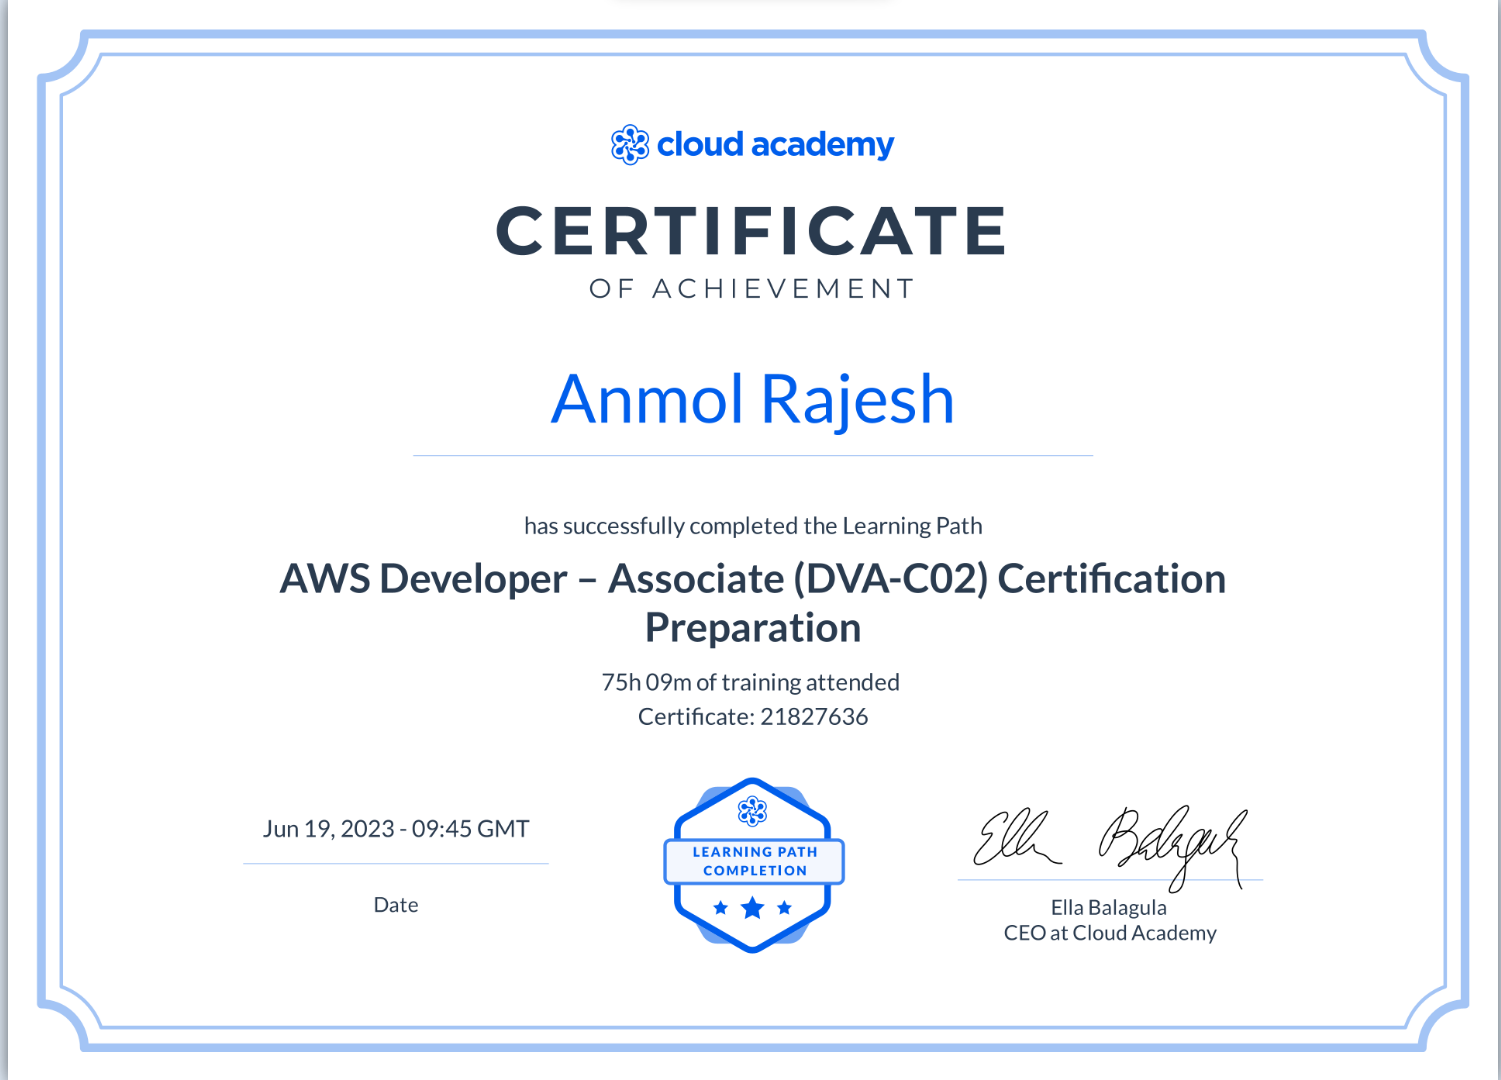 cloud academy
CERTIFICATE
OF ACHIEVEMENT
Anmol Rajesh
has successfully completed the Learning Path
AWS Developer – Associate (DVA-C02) Certification
Preparation
75h 09m of training attended
Certificate: 21827636
Jun 19, 2023 - 09:45 GMT
Date
LEARNING PATH
COMPLETION
Ella Balagula
Ella Balagula
CEO at Cloud Academy